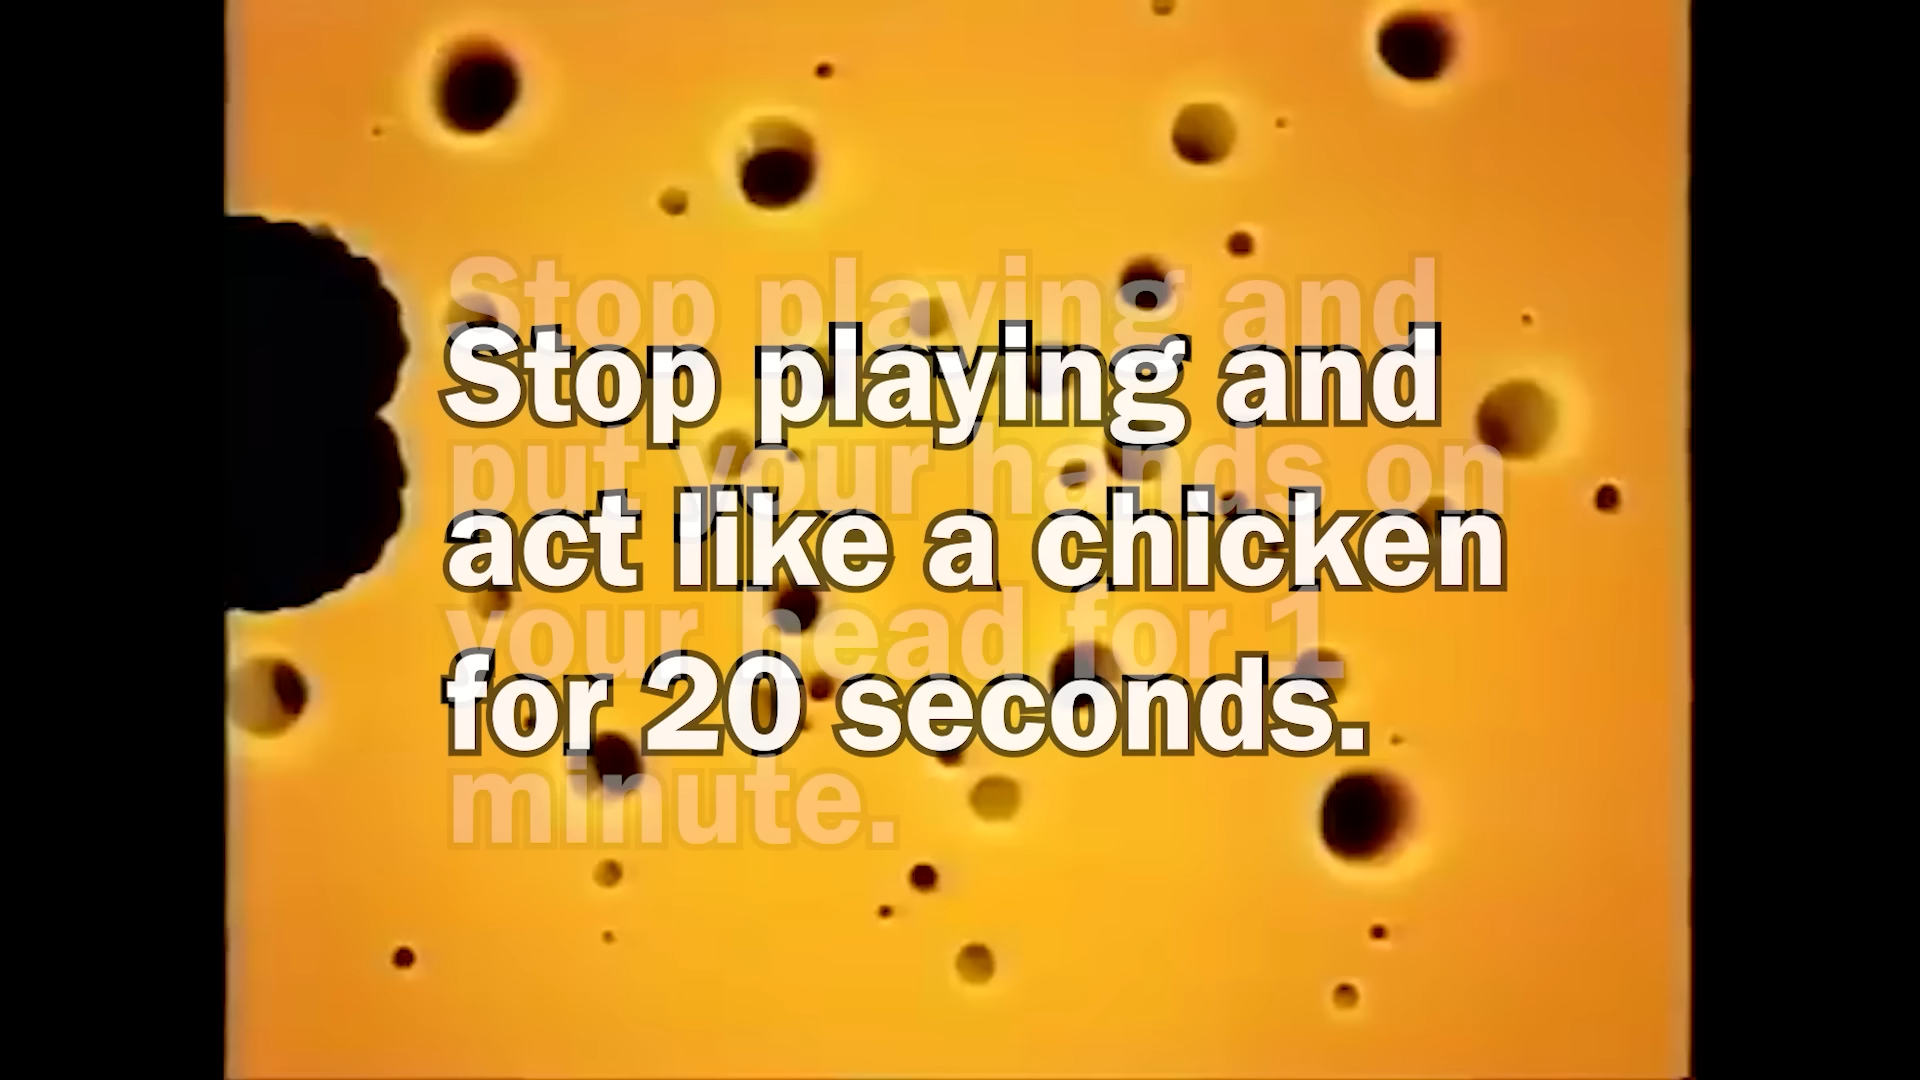 Stop playing and
act like a chicken
for 20 seconds.
Stop playing and
put your hands on
your head for 1
minute.